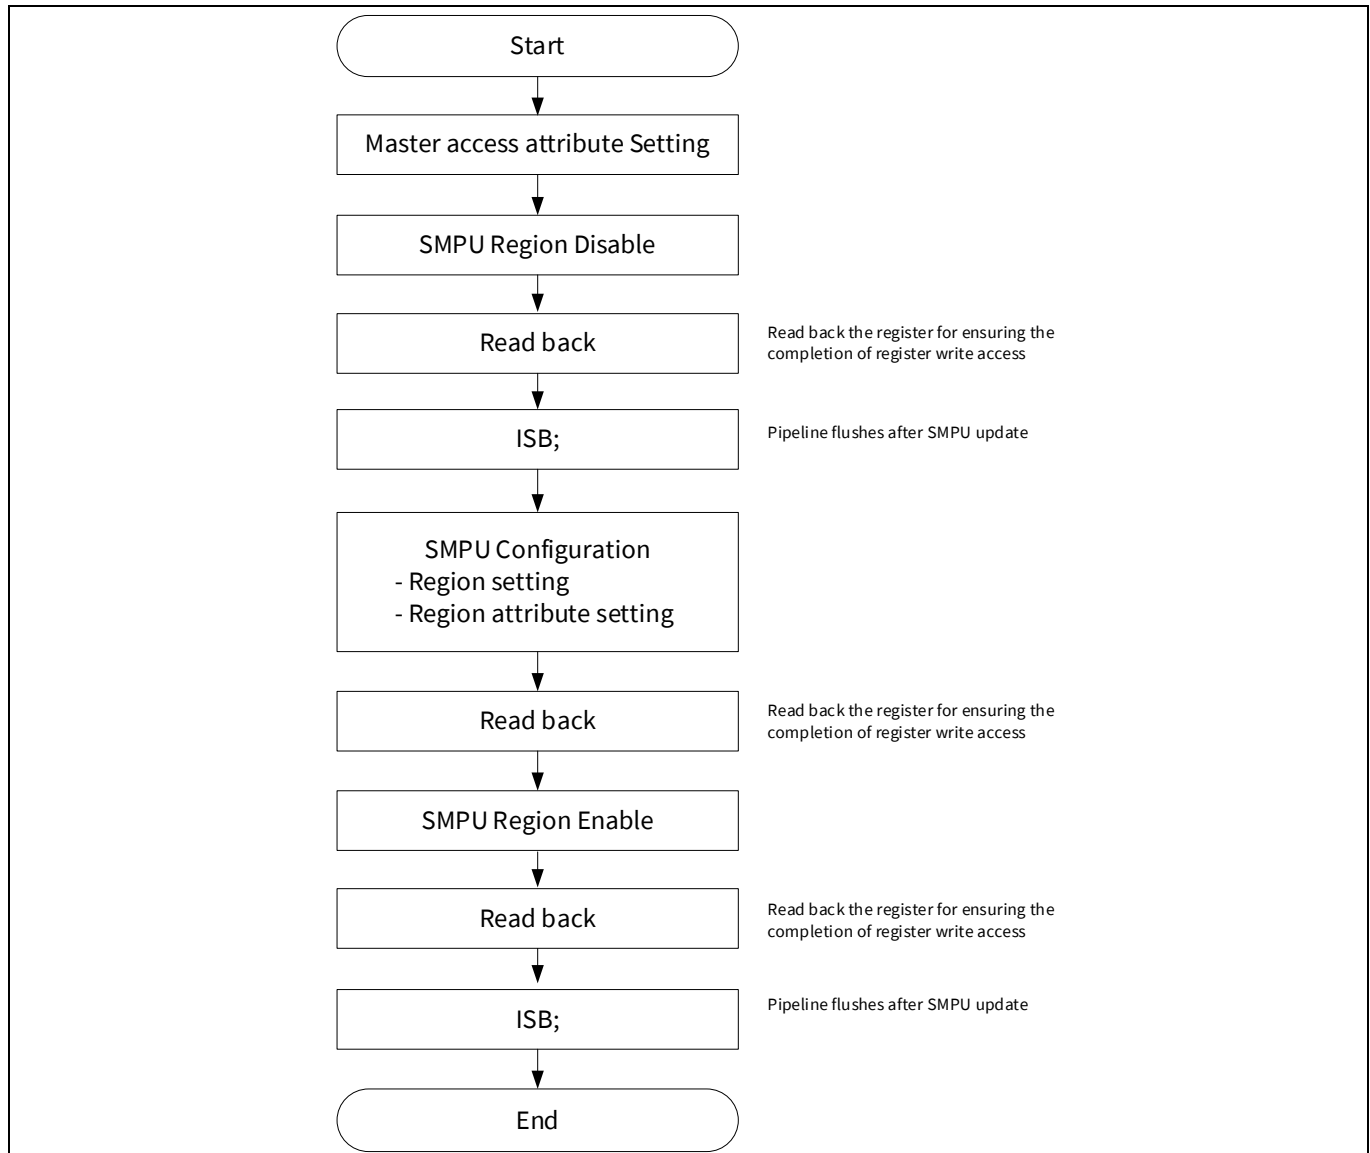 Start
Master access attribute Setting
SMPU Region Disable
Read back
Read back the register for ensuring the
completion of register write access
ISB;
Pipeline flushes after SMPU update
SMPU Configuration
- Region setting
- Region attribute setting
Read back
Read back the register for ensuring the
completion of register write access
SMPU Region Enable
Read back
Read back the register for ensuring the
completion of register write access
ISB;
Pipeline flushes after SMPU update
End